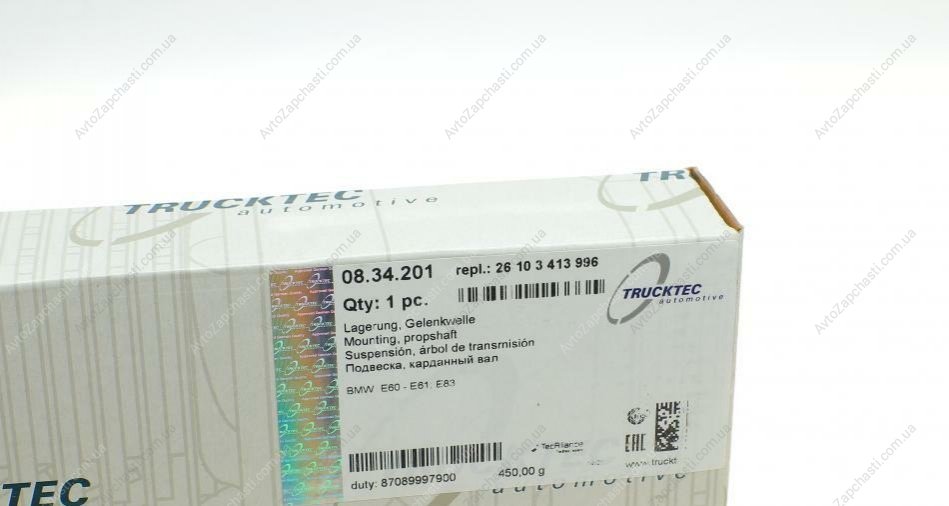 AvtoZapchasti.com.ua
TRUCKTEC
automotive
08.34.201 repl.: 26 10 3 413 996
Qty: 1 pc.
TRUCKTEC
automotive
Lagerung, Gelenkwelle
Mounting, propshaft
Suspensión, árbol de transmisión
Подвеска, карданный вал
BMW E60 - E61, E83
TecAlliance
EAC
duty: 87089997900 450,00 g
www.truckt
TEC
automotive